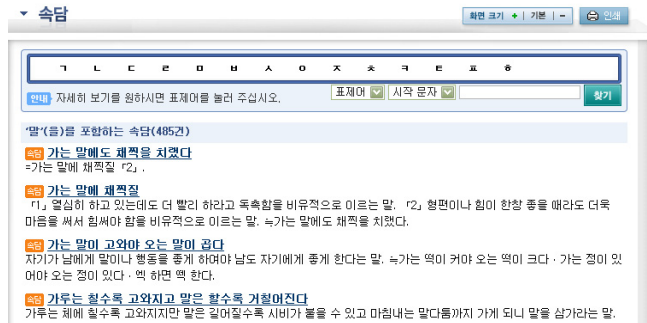 속담
화면 크기 + | 기본 | - 인쇄
ㄱ ㄴ ㄷ ㄹ ㅁ ㅂ ㅅ ㅇ ㅈ ㅊ ㅋ ㅌ ㅍ ㅎ
안내 자세히 보기를 원하시면 표제어를 눌러 주십시오. 표제어 시작 문자 찾기
'말'(을)를 포함하는 속담(485건)
속담 가는 말에도 채찍을 치랬다
=가는 말에 채찍질 「2」.
속담 가는 말에 채찍질
「1」 열심히 하고 있는데도 더 빨리 하라고 독촉함을 비유적으로 이르는 말. 「2」 형편이나 힘이 한창 좋을 때라도 더욱
마음을 써서 힘써야 함을 비유적으로 이르는 말. ≒가는 말에도 채찍을 치랬다.
속담 가는 말이 고와야 오는 말이 곱다
자기가 남에게 말이나 행동을 좋게 하여야 남도 자기에게 좋게 한다는 말. ≒가는 떡이 커야 오는 떡이 크다ㆍ가는 정이 있
어야 오는 정이 있다ㆍ엑 하면 떽 한다.
속담 가루는 칠수록 고와지고 말은 할수록 거칠어진다
가루는 체에 칠수록 고와지지만 말은 길어질수록 시비가 붙을 수 있고 마침내는 말다툼까지 가게 되니 말을 삼가라는 말.